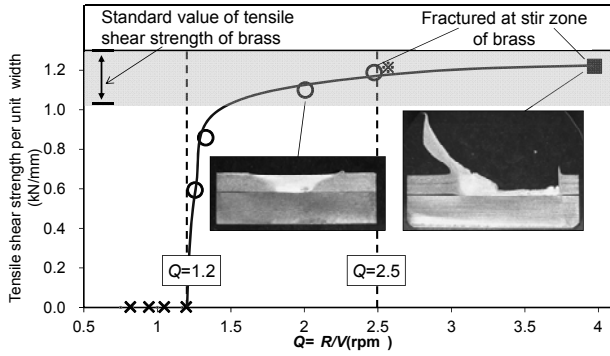 Standard value of tensile
shear strength of brass
Fractured at stir zone
of brass
Tensile shear strength per unit width
(kN/mm)
1.2
1.0
0.8
0.6
0.4
0.2
0.0
Q=1.2
Q=2.5
0.5
1
1.5
2
2.5
3
3.5
4
Q= R/V(rpm )